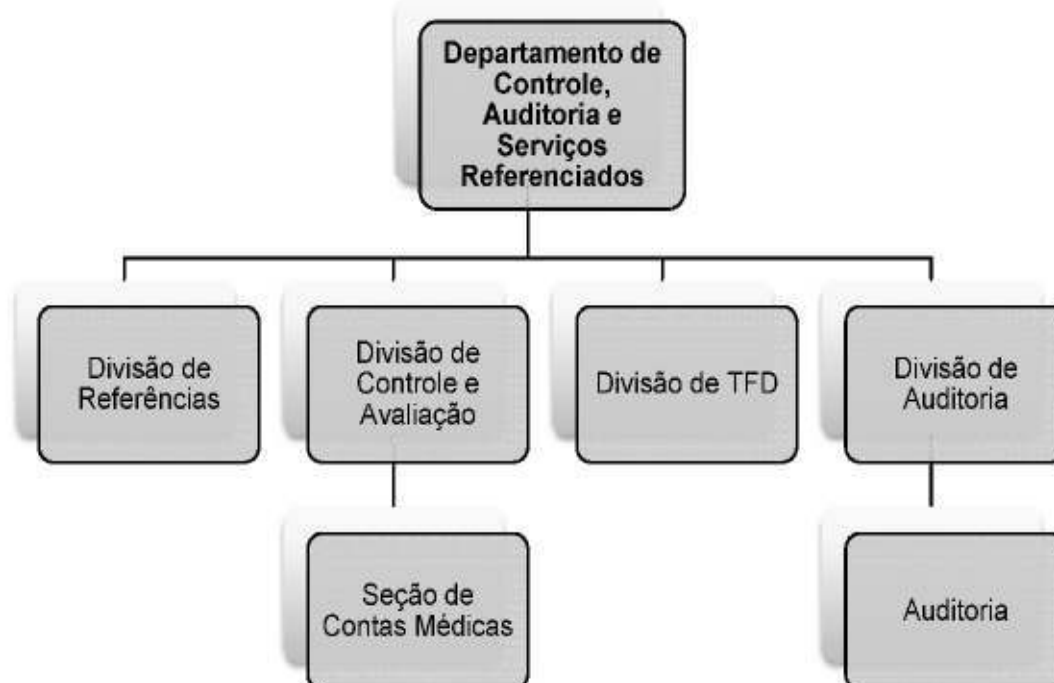 Departamento de
Controle,
Auditoria e
Serviços
Referenciados
Divisão de
Referências
Divisão de
Controle e
Avaliação
Divisão de TFD
Divisão de
Auditoria
Seção de
Contas Médicas
Auditoria